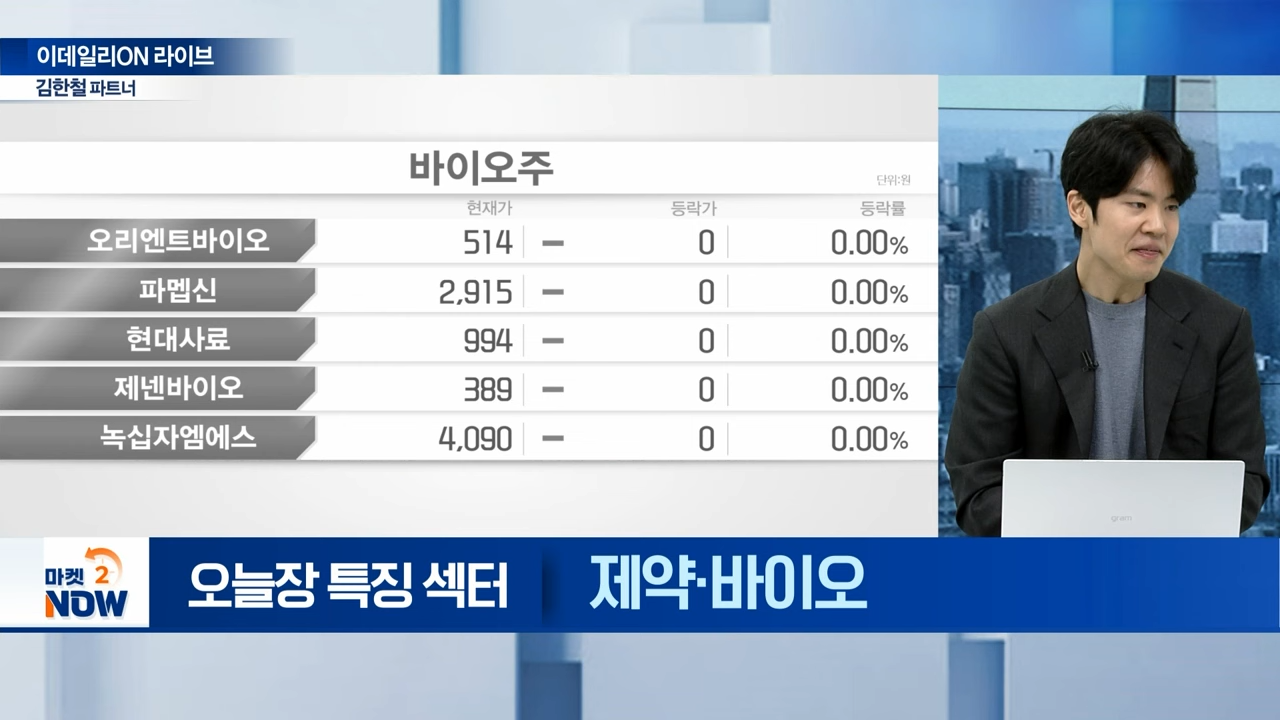 이데일리ON 라이브
김한철 파트너
바이오주
단위:원
현재가 등락가 등락률
오리엔트바이오 514 0 0.00%
파멥신 2,915 0 0.00%
현대사료 994 0 0.00%
제넨바이오 389 0 0.00%
녹십자엠에스 4,090 0 0.00%
gram
마켓 2
NOW
오늘장 특징 섹터 제약·바이오